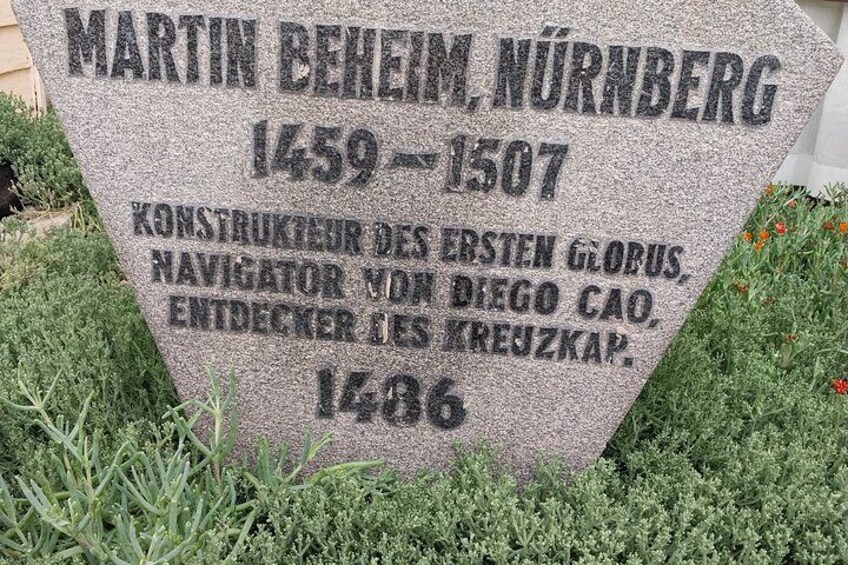 MARTIN BEHEIM, NÜRNBERG
1459–1507
KONSTRUKTEUR DES ERSTEN GLOBUS,
NAVIGATOR VON DIEGO CAO,
ENTDECKER DES KREUZKAP.
1486